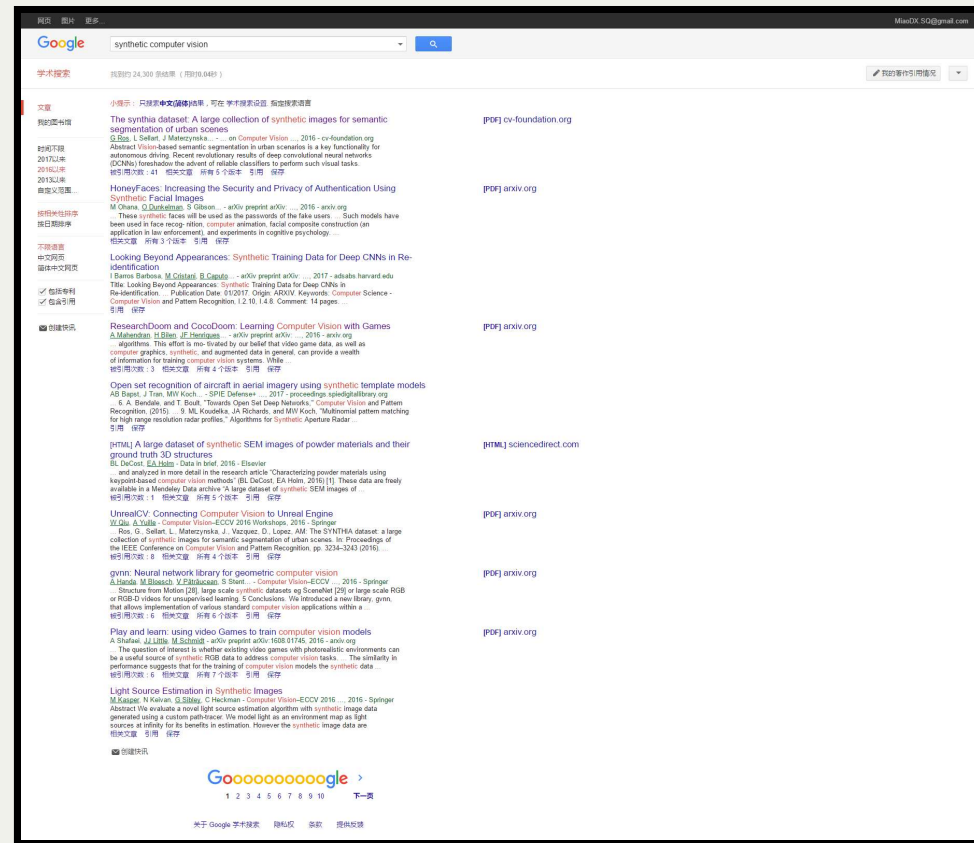 网页 图片 更多... MiaoDX.SQ@gmail.com
Google synthetic computer vision
学术搜索 找到约 24,300 条结果 （用时0.04秒） 我的著作引用情况
文章
我的图书馆
时间不限
2017以来
2016以来
2013以来
自定义范围...
按相关性排序
按日期排序
不限语言
中文网页
简体中文网页
包括专利
包含引用
创建快讯
小提示： 只搜索中文(简体)结果，可在 学术搜索设置. 指定搜索语言
The synthia dataset: A large collection of synthetic images for semantic
segmentation of urban scenes
[PDF] cv-foundation.org
G Ros, L Sellart, J Materzynska... - ... on Computer Vision ..., 2016 - cv-foundation.org
Abstract Vision-based semantic segmentation in urban scenarios is a key functionality for
autonomous driving. Recent revolutionary results of deep convolutional neural networks
(DCNNs) foreshadow the advent of reliable classifiers to perform such visual tasks.
被引用次数：41 相关文章 所有 5 个版本 引用 保存
HoneyFaces: Increasing the Security and Privacy of Authentication Using
Synthetic Facial Images
[PDF] arxiv.org
M Ohana, O Dunkelman, S Gibson... - arXiv preprint arXiv: ..., 2016 - arxiv.org
... These synthetic faces will be used as the passwords of the fake users. ... Such models have
been used in face recog- nition, computer animation, facial composite construction (an
application in law enforcement), and experiments in cognitive psychology. ...
相关文章 所有 3 个版本 引用 保存
Looking Beyond Appearances: Synthetic Training Data for Deep CNNs in Re-
identification
I Barros Barbosa, M Cristani, B Caputo... - arXiv preprint arXiv: ..., 2017 - adsabs.harvard.edu
Title: Looking Beyond Appearances: Synthetic Training Data for Deep CNNs in
Re-identification. ... Publication Date: 01/2017. Origin: ARXIV. Keywords: Computer Science -
Computer Vision and Pattern Recognition, I.2.10, I.4.8. Comment: 14 pages. ...
引用 保存
ResearchDoom and CocoDoom: Learning Computer Vision with Games
[PDF] arxiv.org
A Mahendran, H Bilen, JF Henriques... - arXiv preprint arXiv: ..., 2016 - arxiv.org
... algorithms. This effort is mo- tivated by our belief that video game data, as well as
computer graphics, synthetic, and augmented data in general, can provide a wealth
of information for training computer vision systems. While ...
被引用次数：3 相关文章 所有 4 个版本 引用 保存
Open set recognition of aircraft in aerial imagery using synthetic template models
AB Bapst, J Tran, MW Koch... - SPIE Defense+ ..., 2017 - proceedings.spiedigitallibrary.org
... 6. A. Bendale, and T. Boult, "Towards Open Set Deep Networks," Computer Vision and Pattern
Recognition, (2015). ... 9. ML Koudelka, JA Richards, and MW Koch, "Multinomial pattern matching
for high range resolution radar profiles," Algorithms for Synthetic Aperture Radar ...
引用 保存
[HTML] A large dataset of synthetic SEM images of powder materials and their
ground truth 3D structures
[HTML] sciencedirect.com
BL DeCost, EA Holm - Data in brief, 2016 - Elsevier
... and analyzed in more detail in the research article "Characterizing powder materials using
keypoint-based computer vision methods" (BL DeCost, EA Holm, 2016) [1]. These data are freely
available in a Mendeley Data archive "A large dataset of synthetic SEM images of ...
被引用次数：1 相关文章 所有 5 个版本 引用 保存
UnrealCV: Connecting Computer Vision to Unreal Engine
[PDF] arxiv.org
W Qiu, A Yuille - Computer Vision–ECCV 2016 Workshops, 2016 - Springer
... Ros, G., Sellart, L., Materzynska, J., Vazquez, D., Lopez, AM: The SYNTHIA dataset: a large
collection of synthetic images for semantic segmentation of urban scenes. In: Proceedings of
the IEEE Conference on Computer Vision and Pattern Recognition, pp. 3234–3243 (2016). ...
被引用次数：8 相关文章 所有 4 个版本 引用 保存
gvnn: Neural network library for geometric computer vision
[PDF] arxiv.org
A Handa, M Bloesch, V Pătrăucean, S Stent... - Computer Vision–ECCV ..., 2016 - Springer
... Structure from Motion [28], large scale synthetic datasets eg SceneNet [29] or large scale RGB
or RGB-D videos for unsupervised learning. 5 Conclusions. We introduced a new library, gvnn,
that allows implementation of various standard computer vision applications within a ...
被引用次数：6 相关文章 所有 6 个版本 引用 保存
Play and learn: using video Games to train computer vision models
[PDF] arxiv.org
A Shafaei, JJ Little, M Schmidt - arXiv preprint arXiv:1608.01745, 2016 - arxiv.org
... The question of interest is whether existing video games with photorealistic environments can
be a useful source of synthetic RGB data to address computer vision tasks. ... The similarity in
performance suggests that for the training of computer vision models the synthetic data ...
被引用次数：6 相关文章 所有 7 个版本 引用 保存
Light Source Estimation in Synthetic Images
M Kasper, N Keivan, G Sibley, C Heckman - Computer Vision–ECCV 2016 ..., 2016 - Springer
Abstract We evaluate a novel light source estimation algorithm with synthetic image data
generated using a custom path-tracer. We model light as an environment map as light
sources at infinity for its benefits in estimation. However the synthetic image data are
相关文章 引用 保存
创建快讯
Goooooooooogle >
1 2 3 4 5 6 7 8 9 10 下一页
关于 Google 学术搜索 隐私权 条款 提供反馈